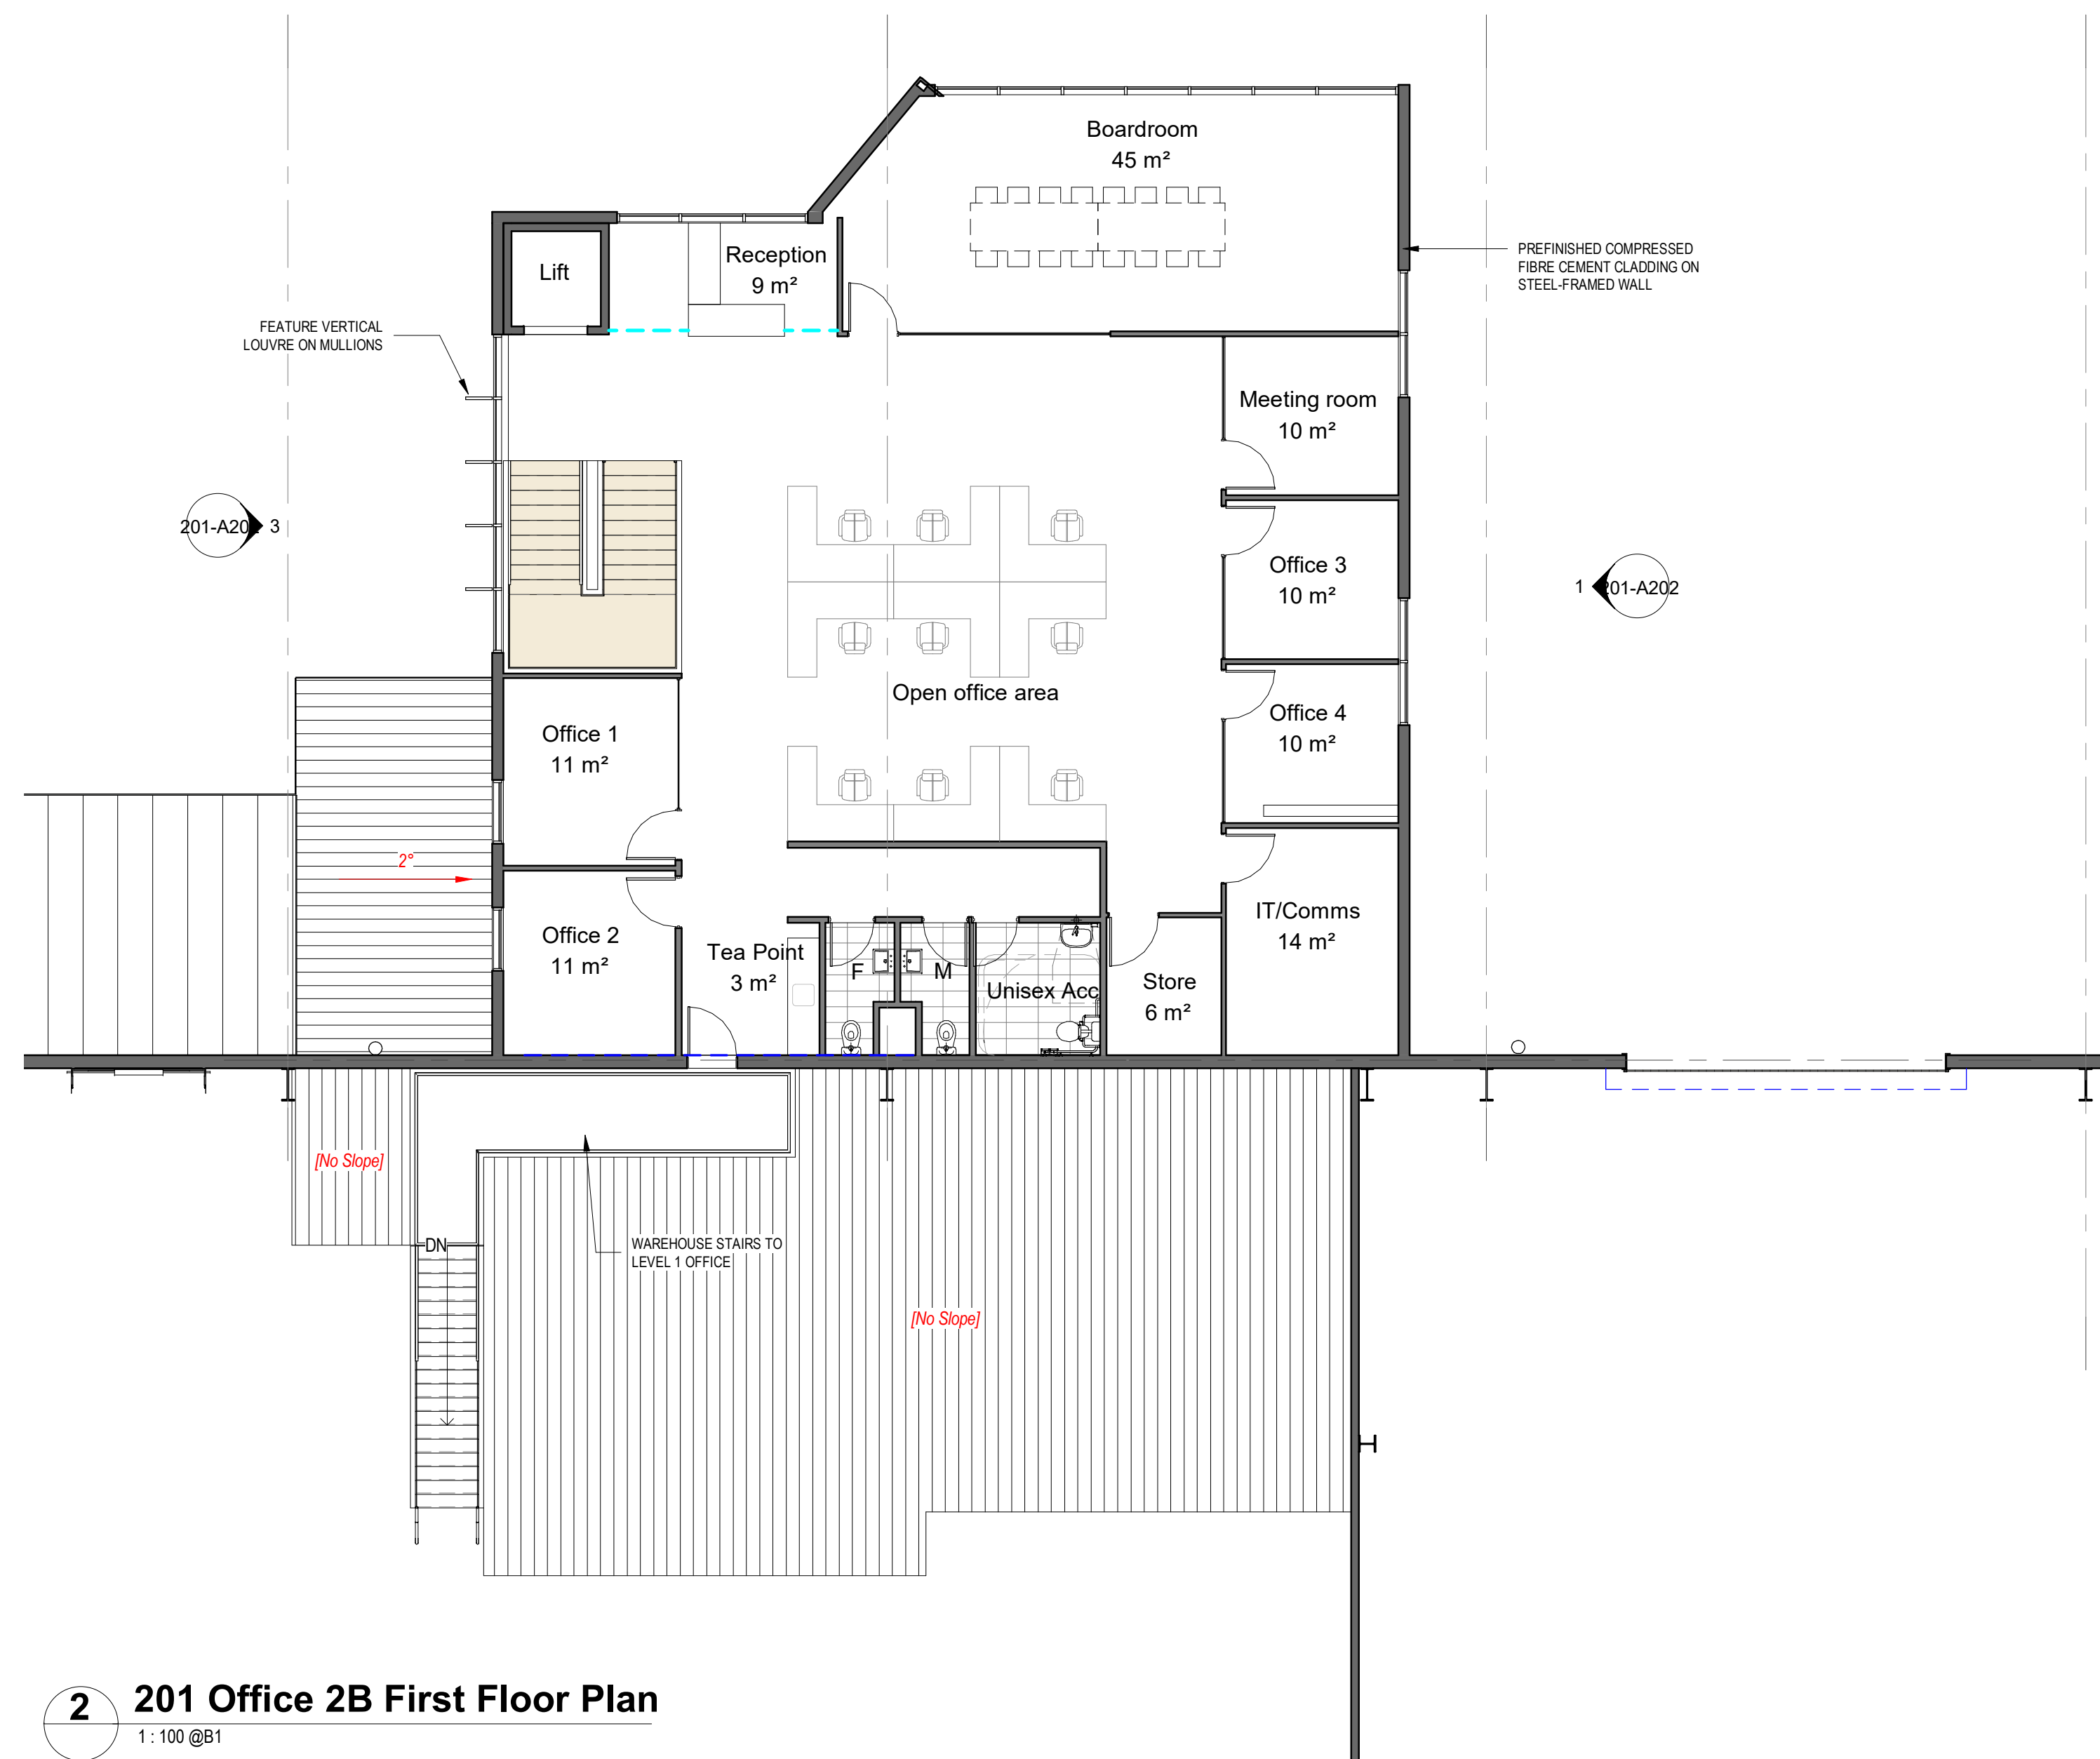 Boardroom
45 m²
Reception
9 m²
Lift
PREFINISHED COMPRESSED
FIBRE CEMENT CLADDING ON
STEEL-FRAMED WALL
FEATURE VERTICAL
LOUVRE ON MULLIONS
Meeting room
10 m²
201-A20
3
Office 3
10 m²
1
201-A202
Open office area
Office 4
10 m²
Office 1
11 m²
2°
IT/Comms
14 m²
Office 2
11 m²
Tea Point
3 m²
F
M
Unisex Acc
Store
6 m²
[No Slope]
DN
WAREHOUSE STAIRS TO
LEVEL 1 OFFICE
[No Slope]
2
201 Office 2B First Floor Plan
1 : 100 @B1